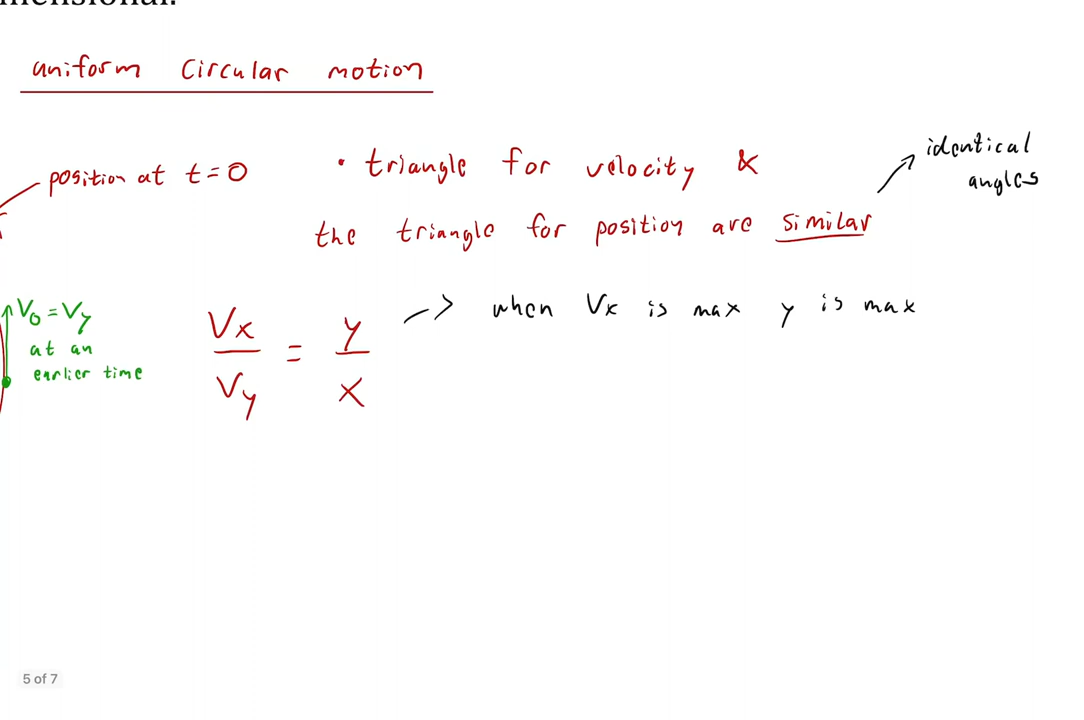 uniform circular motion
position at t=0
• triangle for velocity &
the triangle for position are similar
identical
angles
V₀=Vy
at an
earlier time
Vx/Vy = y/x
--> when Vx is max y is max
5 of 7